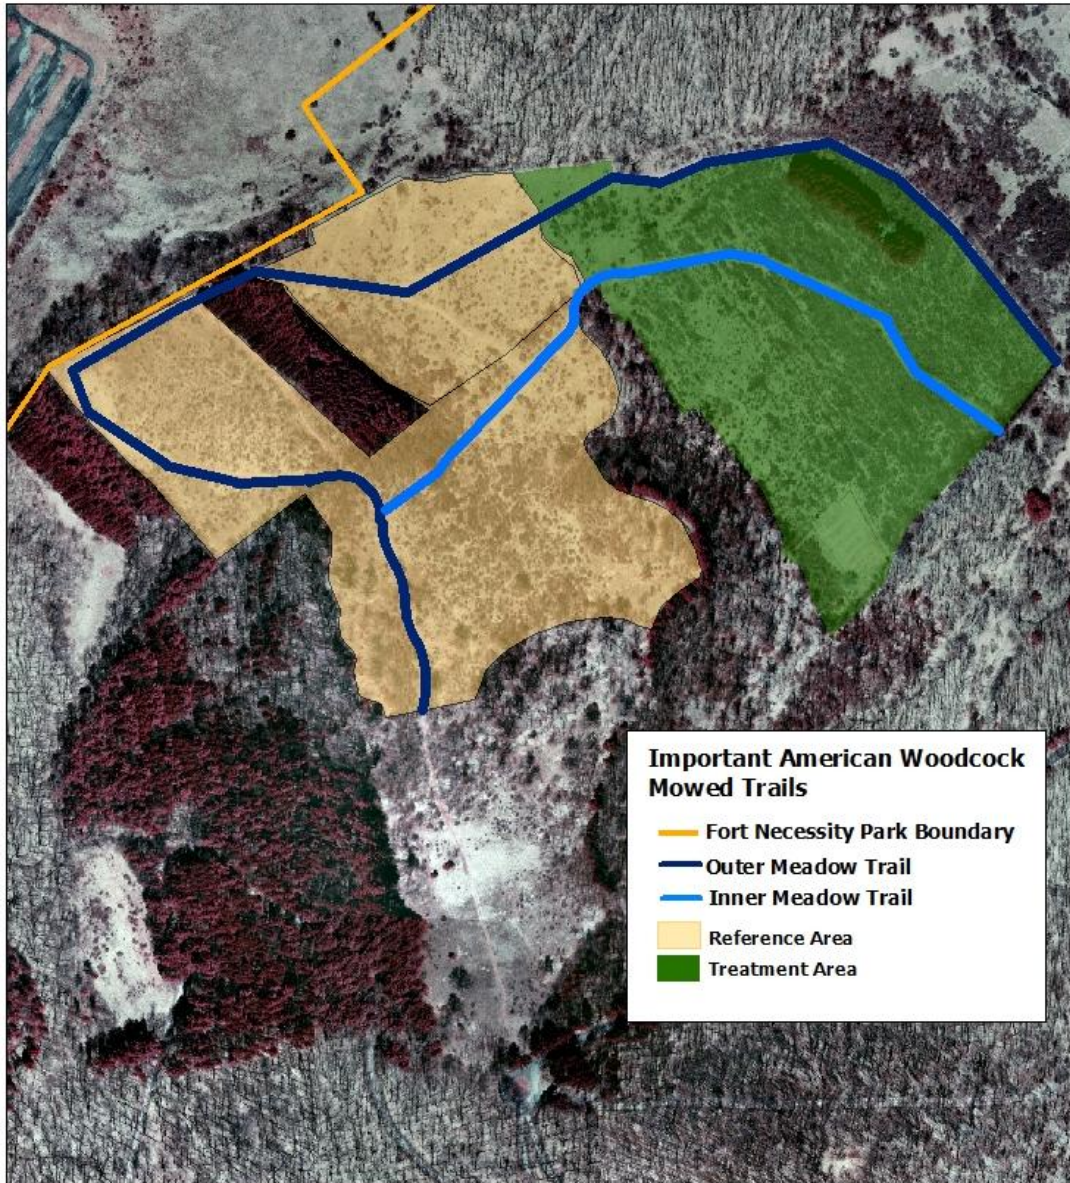 Important American Woodcock
Mowed Trails
Fort Necessity Park Boundary
Outer Meadow Trail
Inner Meadow Trail
Reference Area
Treatment Area